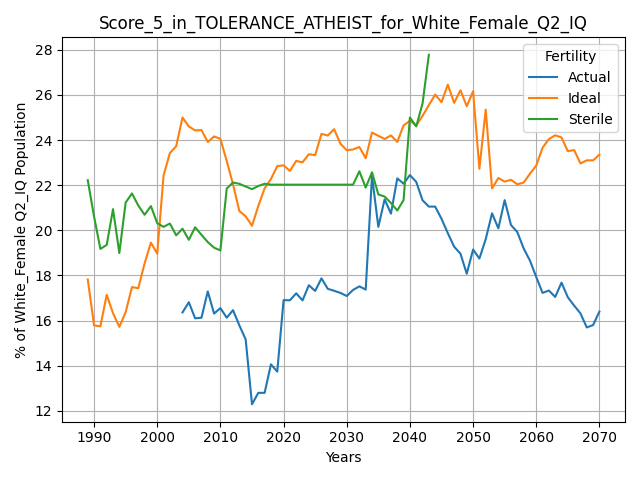 Score_5_in_TOLERANCE_ATHEIST_for_White_Female_Q2_IQ
% of White_Female Q2_IQ Population
28
26
24
22
20
18
16
14
12
Fertility
Actual
Ideal
Sterile
1990 2000 2010 2020 2030 2040 2050 2060 2070
Years